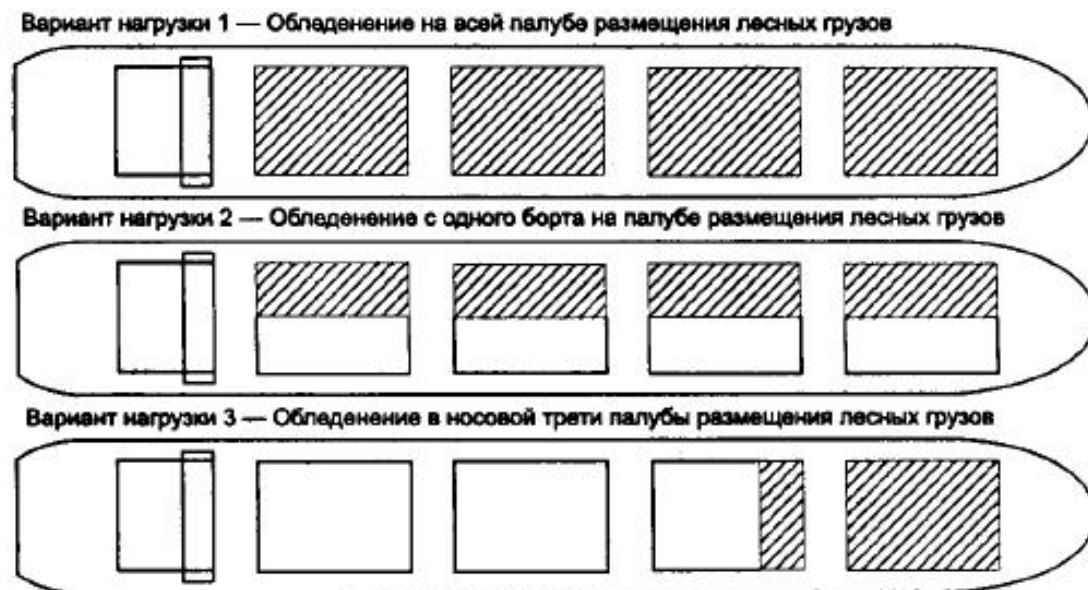 Вариант нагрузки 1 — Обледенение на всей палубе размещения лесных грузов
Вариант нагрузки 2 — Обледенение с одного борта на палубе размещения лесных грузов
Вариант нагрузки 3 — Обледенение в носовой трети палубы размещения лесных грузов